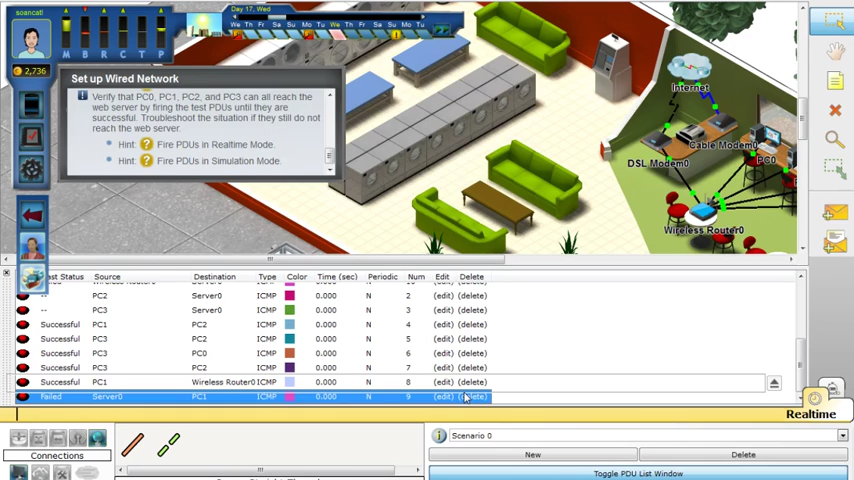 soancati
Day 17, Wed
We Th Fr Sa Su Mo Tu We Th Fr Sa Su Mo Tu
M B R C T P
2,736
Set up Wired Network
Verify that PC0, PC1, PC2, and PC3 can all reach the
web server by firing the test PDUs until they are
successful. Troubleshoot the situation if they still do not
reach the web server.
Hint: ? Fire PDUs in Realtime Mode.
Hint: ? Fire PDUs in Simulation Mode.
Internet
Cable Modem0
DSL Modem0
PC0
Wireless Router0
ast Status Source Destination Type Color Time (sec) Periodic Num Edit Delete
-- PC2 Server0 ICMP 0.000 N 2 (edit) (delete)
-- PC3 Server0 ICMP 0.000 N 3 (edit) (delete)
Successful PC1 PC2 ICMP 0.000 N 4 (edit) (delete)
Successful PC3 PC2 ICMP 0.000 N 5 (edit) (delete)
Successful PC3 PC0 ICMP 0.000 N 6 (edit) (delete)
Successful PC3 PC2 ICMP 0.000 N 7 (edit) (delete)
Successful PC1 Wireless Router0 ICMP 0.000 N 8 (edit) (delete)
Failed Server0 PC1 ICMP 0.000 N 9 (edit) (delete)
Realtime
Connections
Scenario 0
New Delete
Toggle PDU List Window